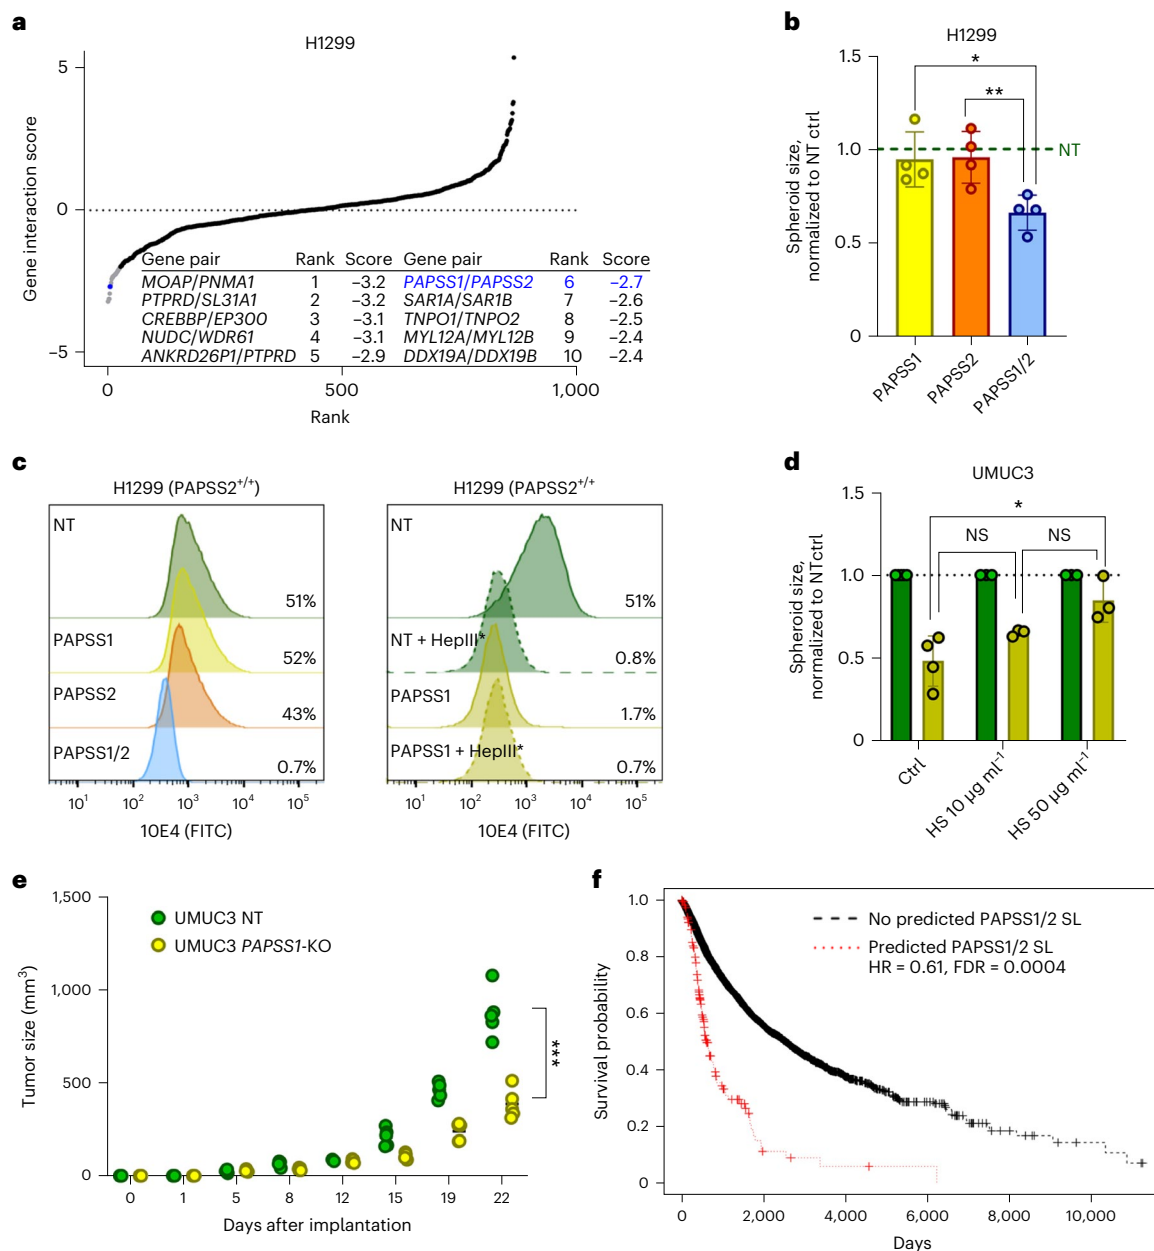 a
H1299
Gene interaction score
5
0
−5
Gene pair Rank Score Gene pair Rank Score
MOAP/PNMA1 1 −3.2 PAPSS1/PAPSS2 6 −2.7
PTPRD/SL31A1 2 −3.2 SAR1A/SAR1B 7 −2.6
CREBBP/EP300 3 −3.1 TNPO1/TNPO2 8 −2.5
NUDC/WDR61 4 −3.1 MYL12A/MYL12B 9 −2.4
ANKRD26P1/PTPRD 5 −2.9 DDX19A/DDX19B 10 −2.4
0 500 1,000
Rank
b
H1299
Spheroid size,
normalized to NT ctrl
1.5
1.0
0.5
0
*
**
NT
PAPSS1
PAPSS2
PAPSS1/2
c
H1299 (PAPSS2+/+)
NT
51%
PAPSS1
52%
PAPSS2
43%
PAPSS1/2
0.7%
10¹ 10² 10³ 10⁴ 10⁵
10E4 (FITC)
H1299 (PAPSS2+/+
NT
51%
NT + HepIII*
0.8%
PAPSS1
1.7%
PAPSS1 + HepIII*
0.7%
10¹ 10² 10³ 10⁴ 10⁵
10E4 (FITC)
d
UMUC3
Spheroid size,
normalized to NTctrl
1.5
1.0
0.5
0
*
NS NS
Ctrl
HS 10 µg ml⁻¹
HS 50 µg ml⁻¹
e
Tumor size (mm³)
1,500
1,000
500
0
UMUC3 NT
UMUC3 PAPSS1-KO
***
0 1 5 8 12 15 19 22
Days after implantation
f
Survival probability
1.0
0.8
0.6
0.4
0.2
0
No predicted PAPSS1/2 SL
Predicted PAPSS1/2 SL
HR = 0.61, FDR = 0.0004
0 2,000 4,000 6,000 8,000 10,000
Days